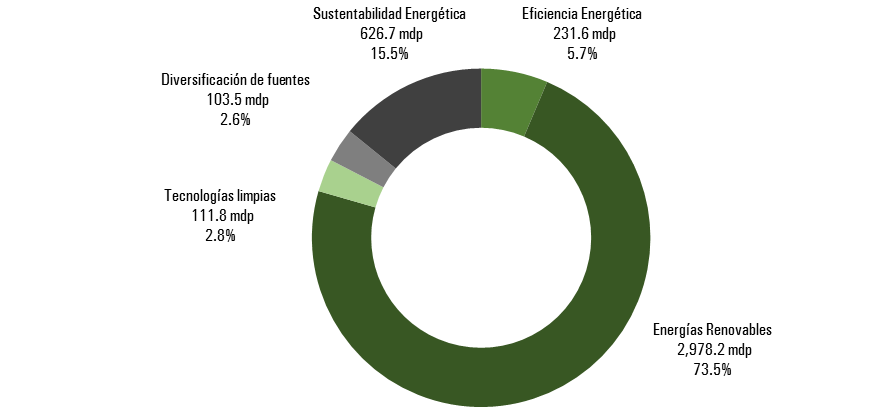 Sustentabilidad Energética
626.7 mdp
15.5%
Eficiencia Energética
231.6 mdp
5.7%
Diversificación de fuentes
103.5 mdp
2.6%
Tecnologías limpias
111.8 mdp
2.8%
Energías Renovables
2,978.2 mdp
73.5%